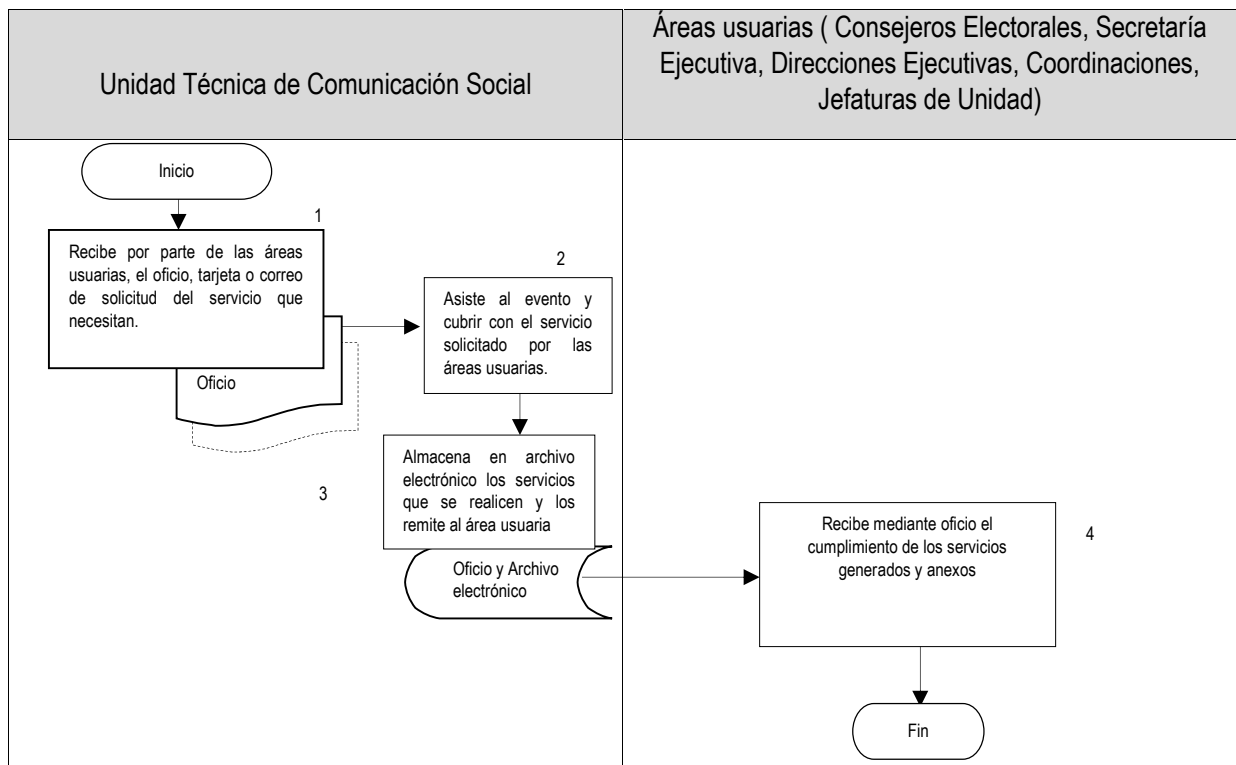 Unidad Técnica de Comunicación Social
Áreas usuarias ( Consejeros Electorales, Secretaría
Ejecutiva, Direcciones Ejecutivas, Coordinaciones,
Jefaturas de Unidad)
Inicio
1
Recibe por parte de las áreas
usuarias, el oficio, tarjeta o correo
de solicitud del servicio que
necesitan.
Oficio
2
Asiste al evento y
cubrir con el servicio
solicitado por las
áreas usuarias.
3
Almacena en archivo
electrónico los servicios
que se realicen y los
remite al área usuaria
Oficio y Archivo
electrónico
4
Recibe mediante oficio el
cumplimiento de los servicios
generados y anexos
Fin